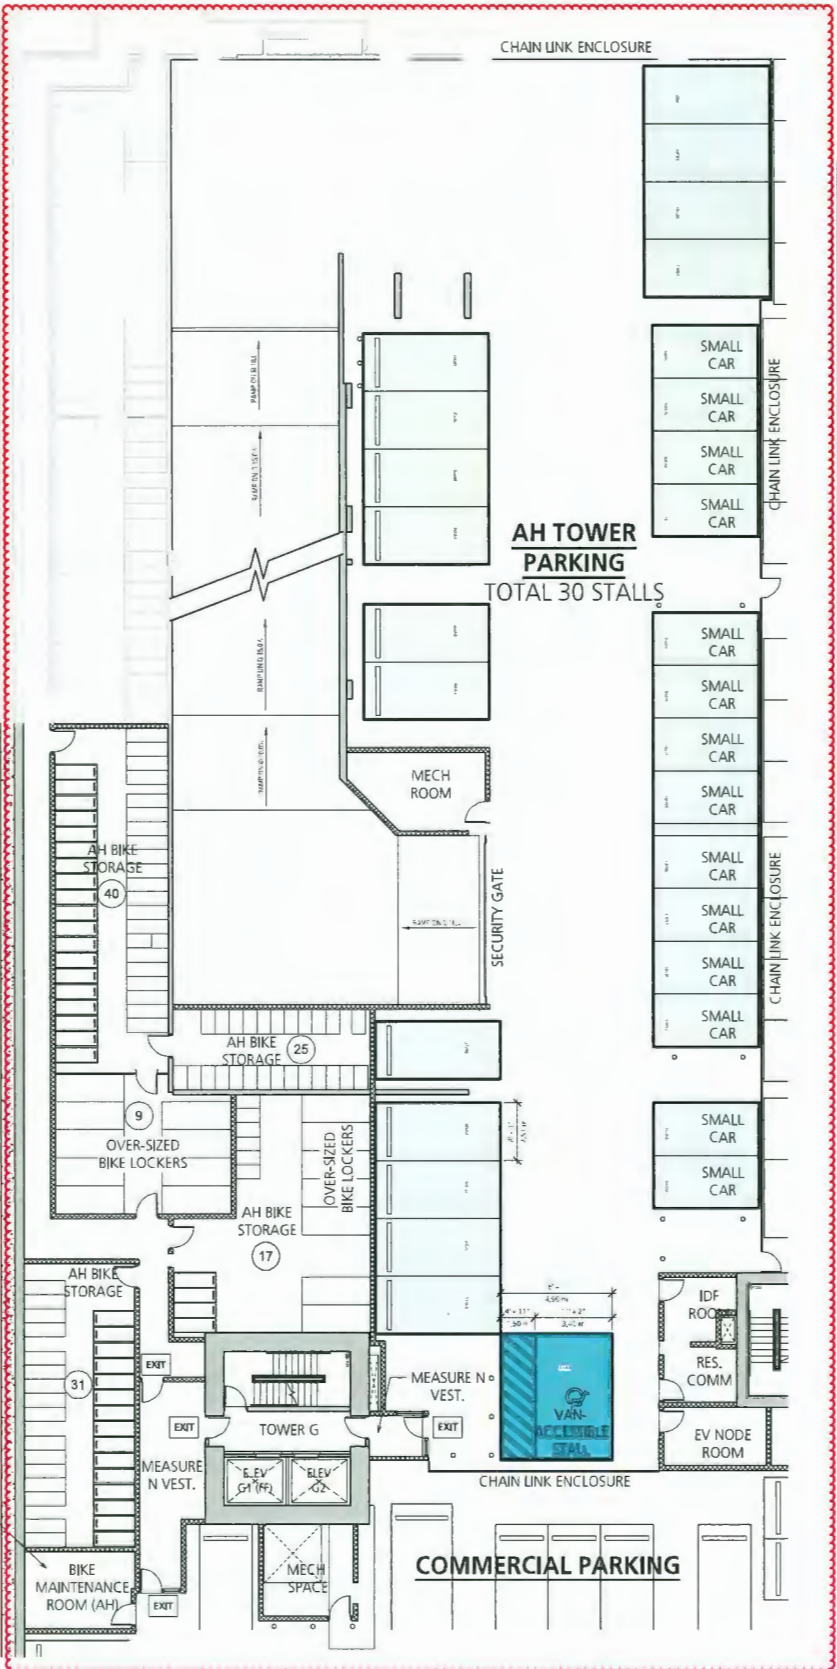 CHAIN LINK ENCLOSURE
SMALL
CAR
SMALL
CAR
SMALL
CAR
SMALL
CAR
CHAIN LINK ENCLOSURE
AH TOWER
PARKING
TOTAL 30 STALLS
SMALL
CAR
SMALL
CAR
SMALL
CAR
SMALL
CAR
SMALL
CAR
SMALL
CAR
SMALL
CAR
SMALL
CAR
CHAIN LINK ENCLOSURE
MECH
ROOM
SECURITY GATE
AH BIKE
STORAGE
40
AH BIKE
STORAGE
25
9
OVER-SIZED
BIKE LOCKERS
OVER-SIZED
BIKE LOCKERS
AH BIKE
STORAGE
17
SMALL
CAR
SMALL
CAR
AH BIKE
STORAGE
31
EXIT
EXIT
TOWER G
MEASURE N
VEST.
EXIT
MEASURE
N VEST.
ELEV
G1 (FF)
ELEV
G2
VAN-
ACCESSIBLE
STALL
IDF
ROOM
RES.
COMM
EV NODE
ROOM
CHAIN LINK ENCLOSURE
COMMERCIAL PARKING
MECH
SPACE
BIKE
MAINTENANCE
ROOM (AH)
EXIT